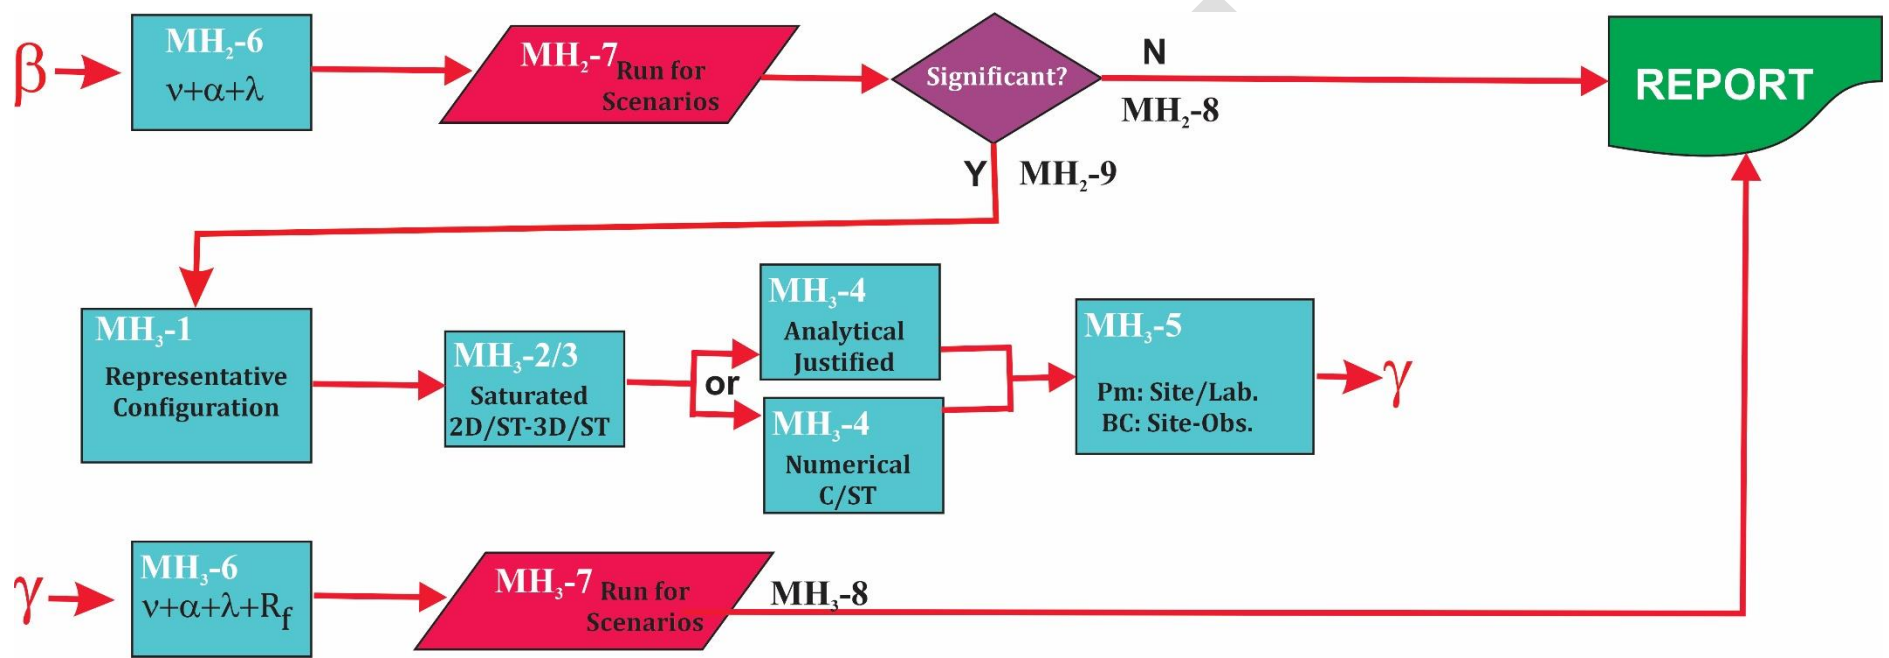 β
MH₂-6
ν+α+λ
MH₂-7
Run for
Scenarios
Significant?
N
MH₂-8
REPORT
Y
MH₂-9
MH₃-1
Representative
Configuration
MH₃-2/3
Saturated
2D/ST-3D/ST
or
MH₃-4
Analytical
Justified
MH₃-4
Numerical
C/ST
MH₃-5
Pm: Site/Lab.
BC: Site-Obs.
γ
γ
MH₃-6
ν+α+λ+R_f
MH₃-7
Run for
Scenarios
MH₃-8